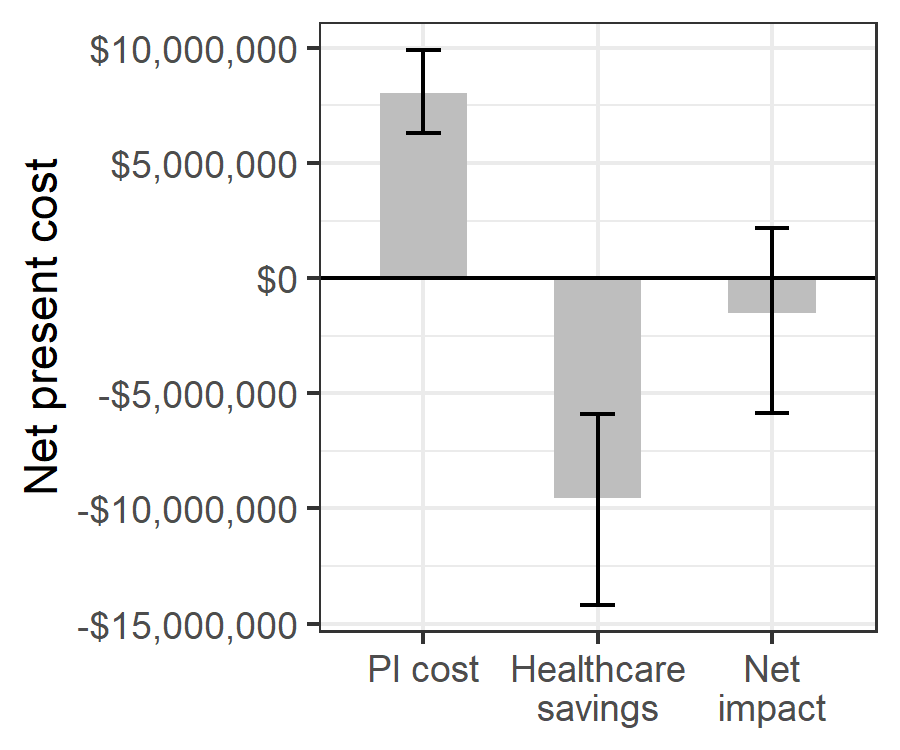 Net present cost
$10,000,000
$5,000,000
$0
-$5,000,000
-$10,000,000
-$15,000,000
PI cost
Healthcare
savings
Net
impact